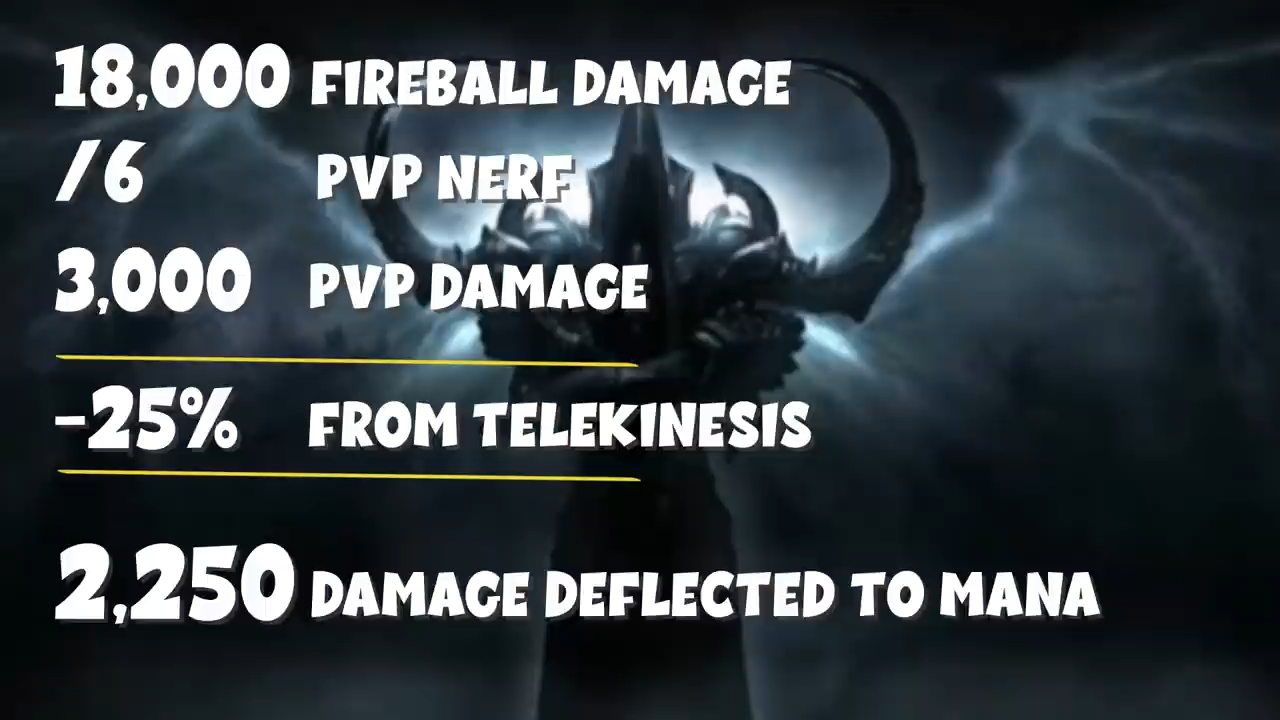 18,000 FIREBALL DAMAGE
/6 PVP NERF
3,000 PVP DAMAGE
-25% FROM TELEKINESIS
2,250 DAMAGE DEFLECTED TO MANA